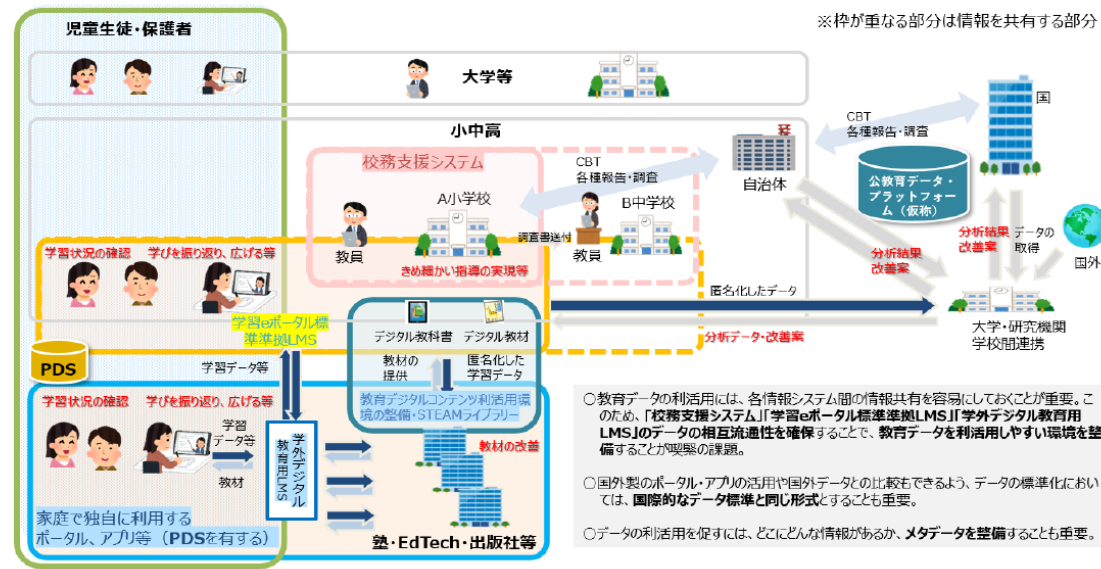 児童生徒・保護者
※枠が重なる部分は情報を共有する部分
大学等
小中高
国
CBT
各種報告・調査
校務支援システム
CBT
各種報告・調査
自治体
公教育データ・
プラットフォー
ム（仮称）
A小学校
B中学校
教員
調査書送付
教員
きめ細かい指導の実現等
分析結果
改善案
分析結果
改善案
データの
取得
国外
学習状況の確認
学びを振り返り、広げる等
匿名化したデータ
大学・研究機関
学校間連携
学習eポータル標
準準拠LMS
デジタル教科書
デジタル教材
分析データ・改善案
PDS
学習データ等
教材の
提供
匿名化した
学習データ
教育デジタルコンテンツ利活用環
境の整備・STEAMライブラリー
学習状況の確認
学びを振り返り、広げる等
学習
データ等
教材
学外デジタル
教育用LMS
教材の改善
家庭で独自に利用する
ポータル、アプリ等（PDSを有する）
塾・EdTech・出版社等
○教育データの利活用には、各情報システム間の情報共有を容易にしておくことが重要。こ
のため、「校務支援システム」「学習eポータル標準準拠LMS」「学外デジタル教育用
LMS」のデータの相互流通性を確保することで、教育データを利活用しやすい環境を整
備することが喫緊の課題。
○国外製のポータル・アプリの活用や国外データとの比較もできるよう、データの標準化におい
ては、国際的なデータ標準と同じ形式とすることも重要。
○データの利活用を促すには、どこにどんな情報があるか、メタデータを整備することも重要。